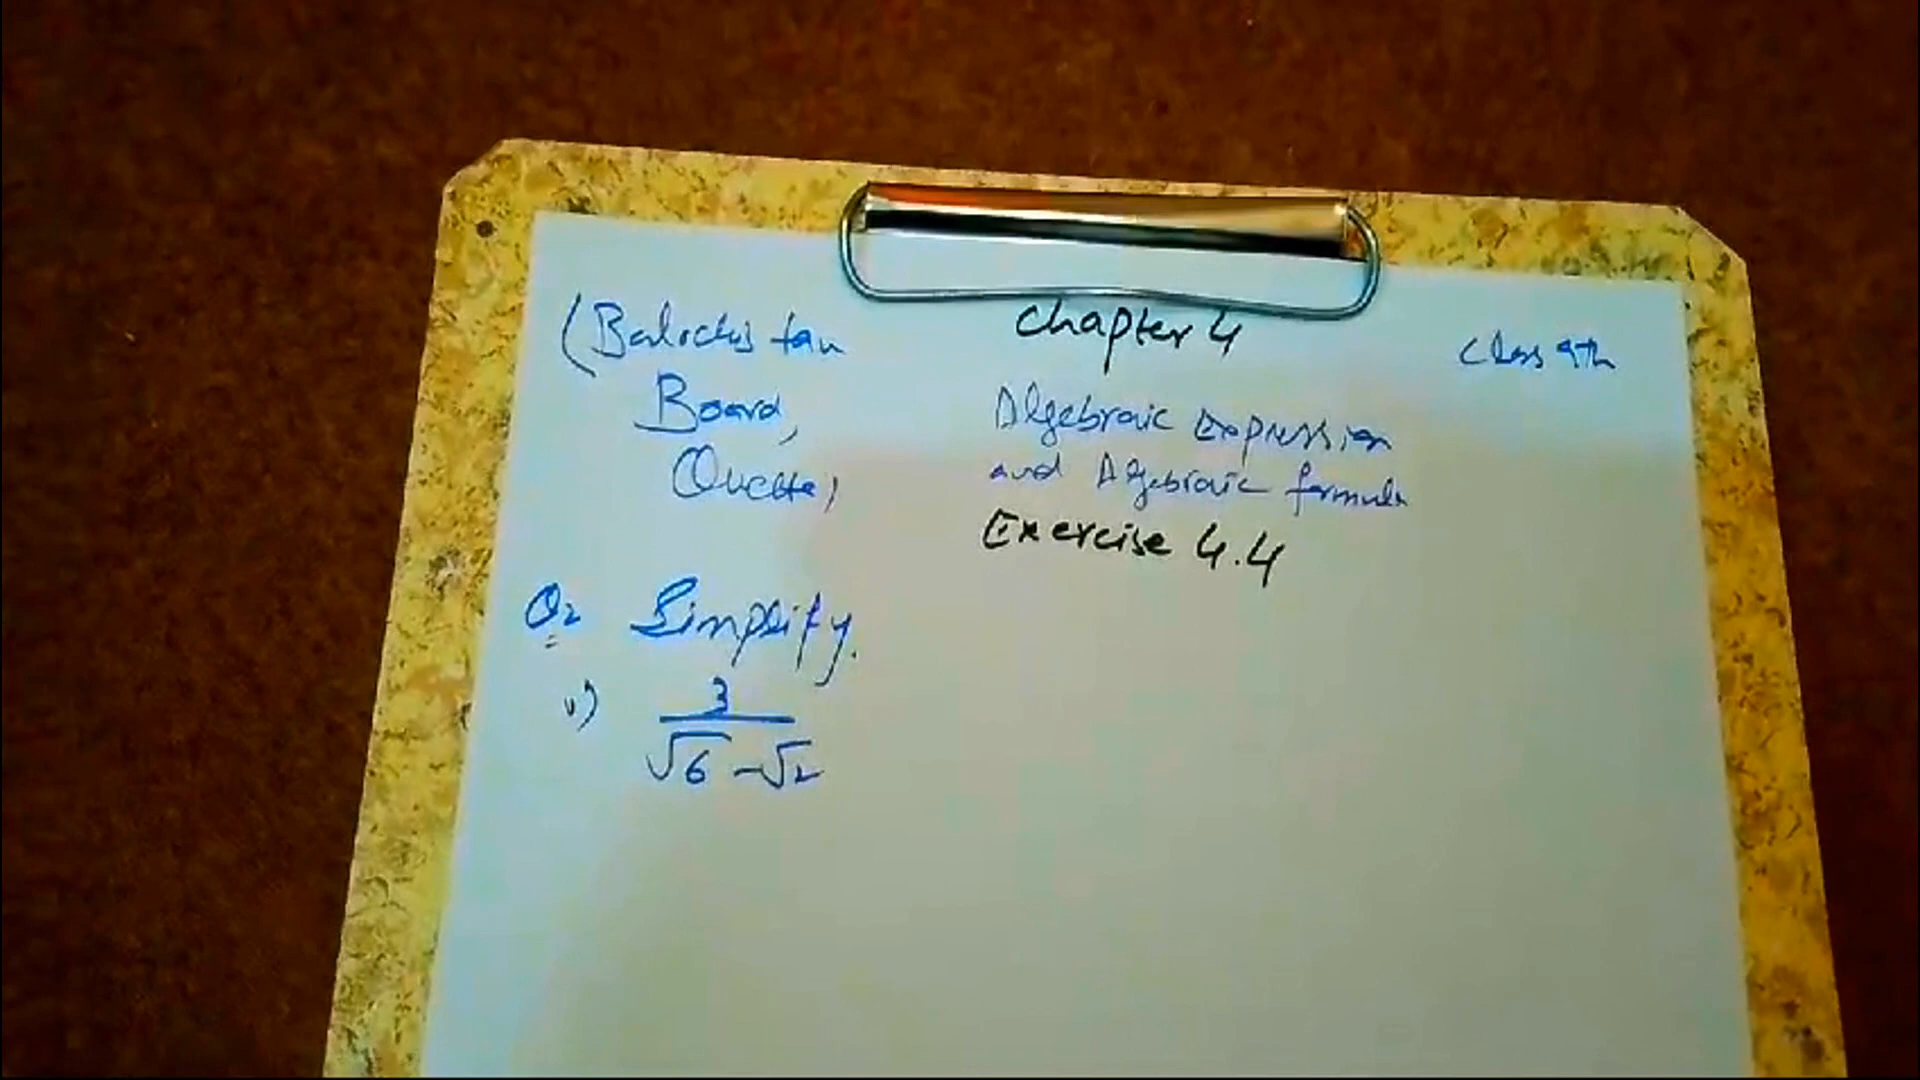 (Balochistan
Board,
Quetta)
Chapter 4
Algebraic Expression
and Algebraic formula
Exercise 4.4
Class 9th
Q2 Simplify.
v) 3
√6 - √2